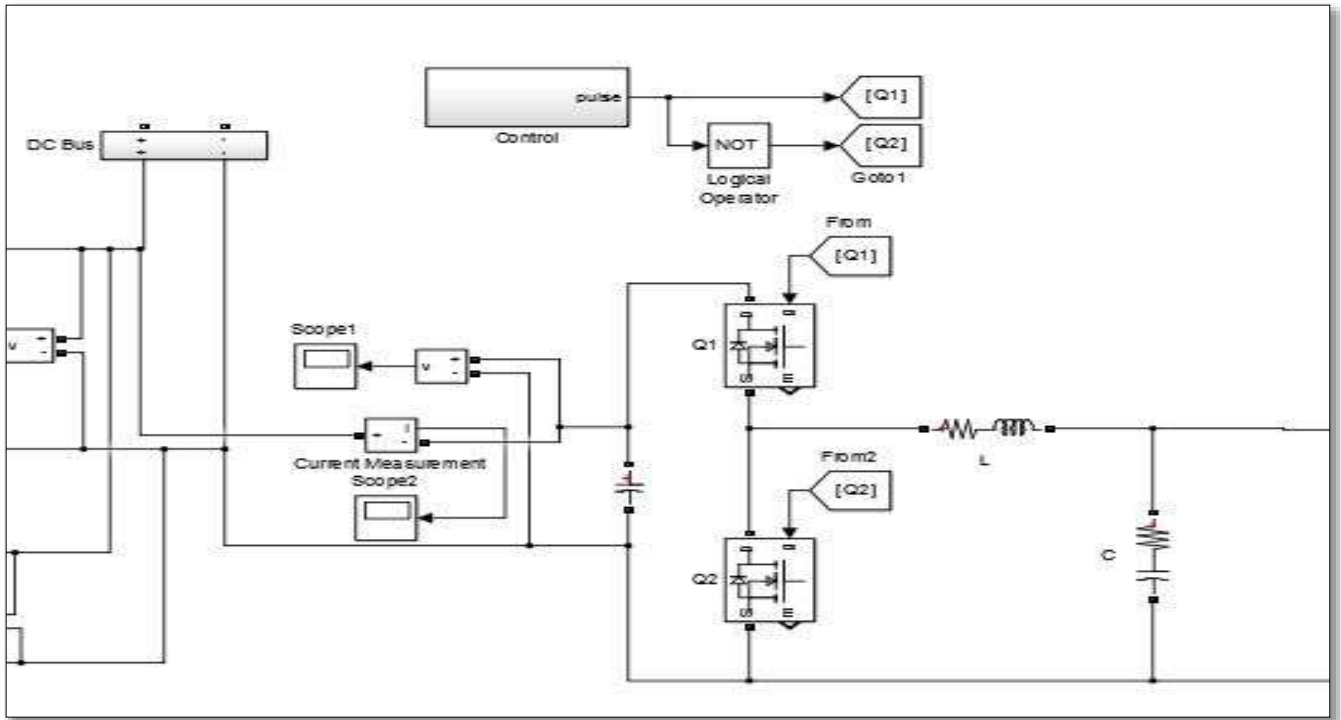 pulse
[Q1]
Control
DC Bus
+ -
+ -
NOT
[Q2]
Logical
Operator
Goto1
From
[Q1]
Scope1
v + -
v + -
Q1
S
m
+ i -
Current Measurement
Scope2
From2
[Q2]
L
Q2
S
m
C